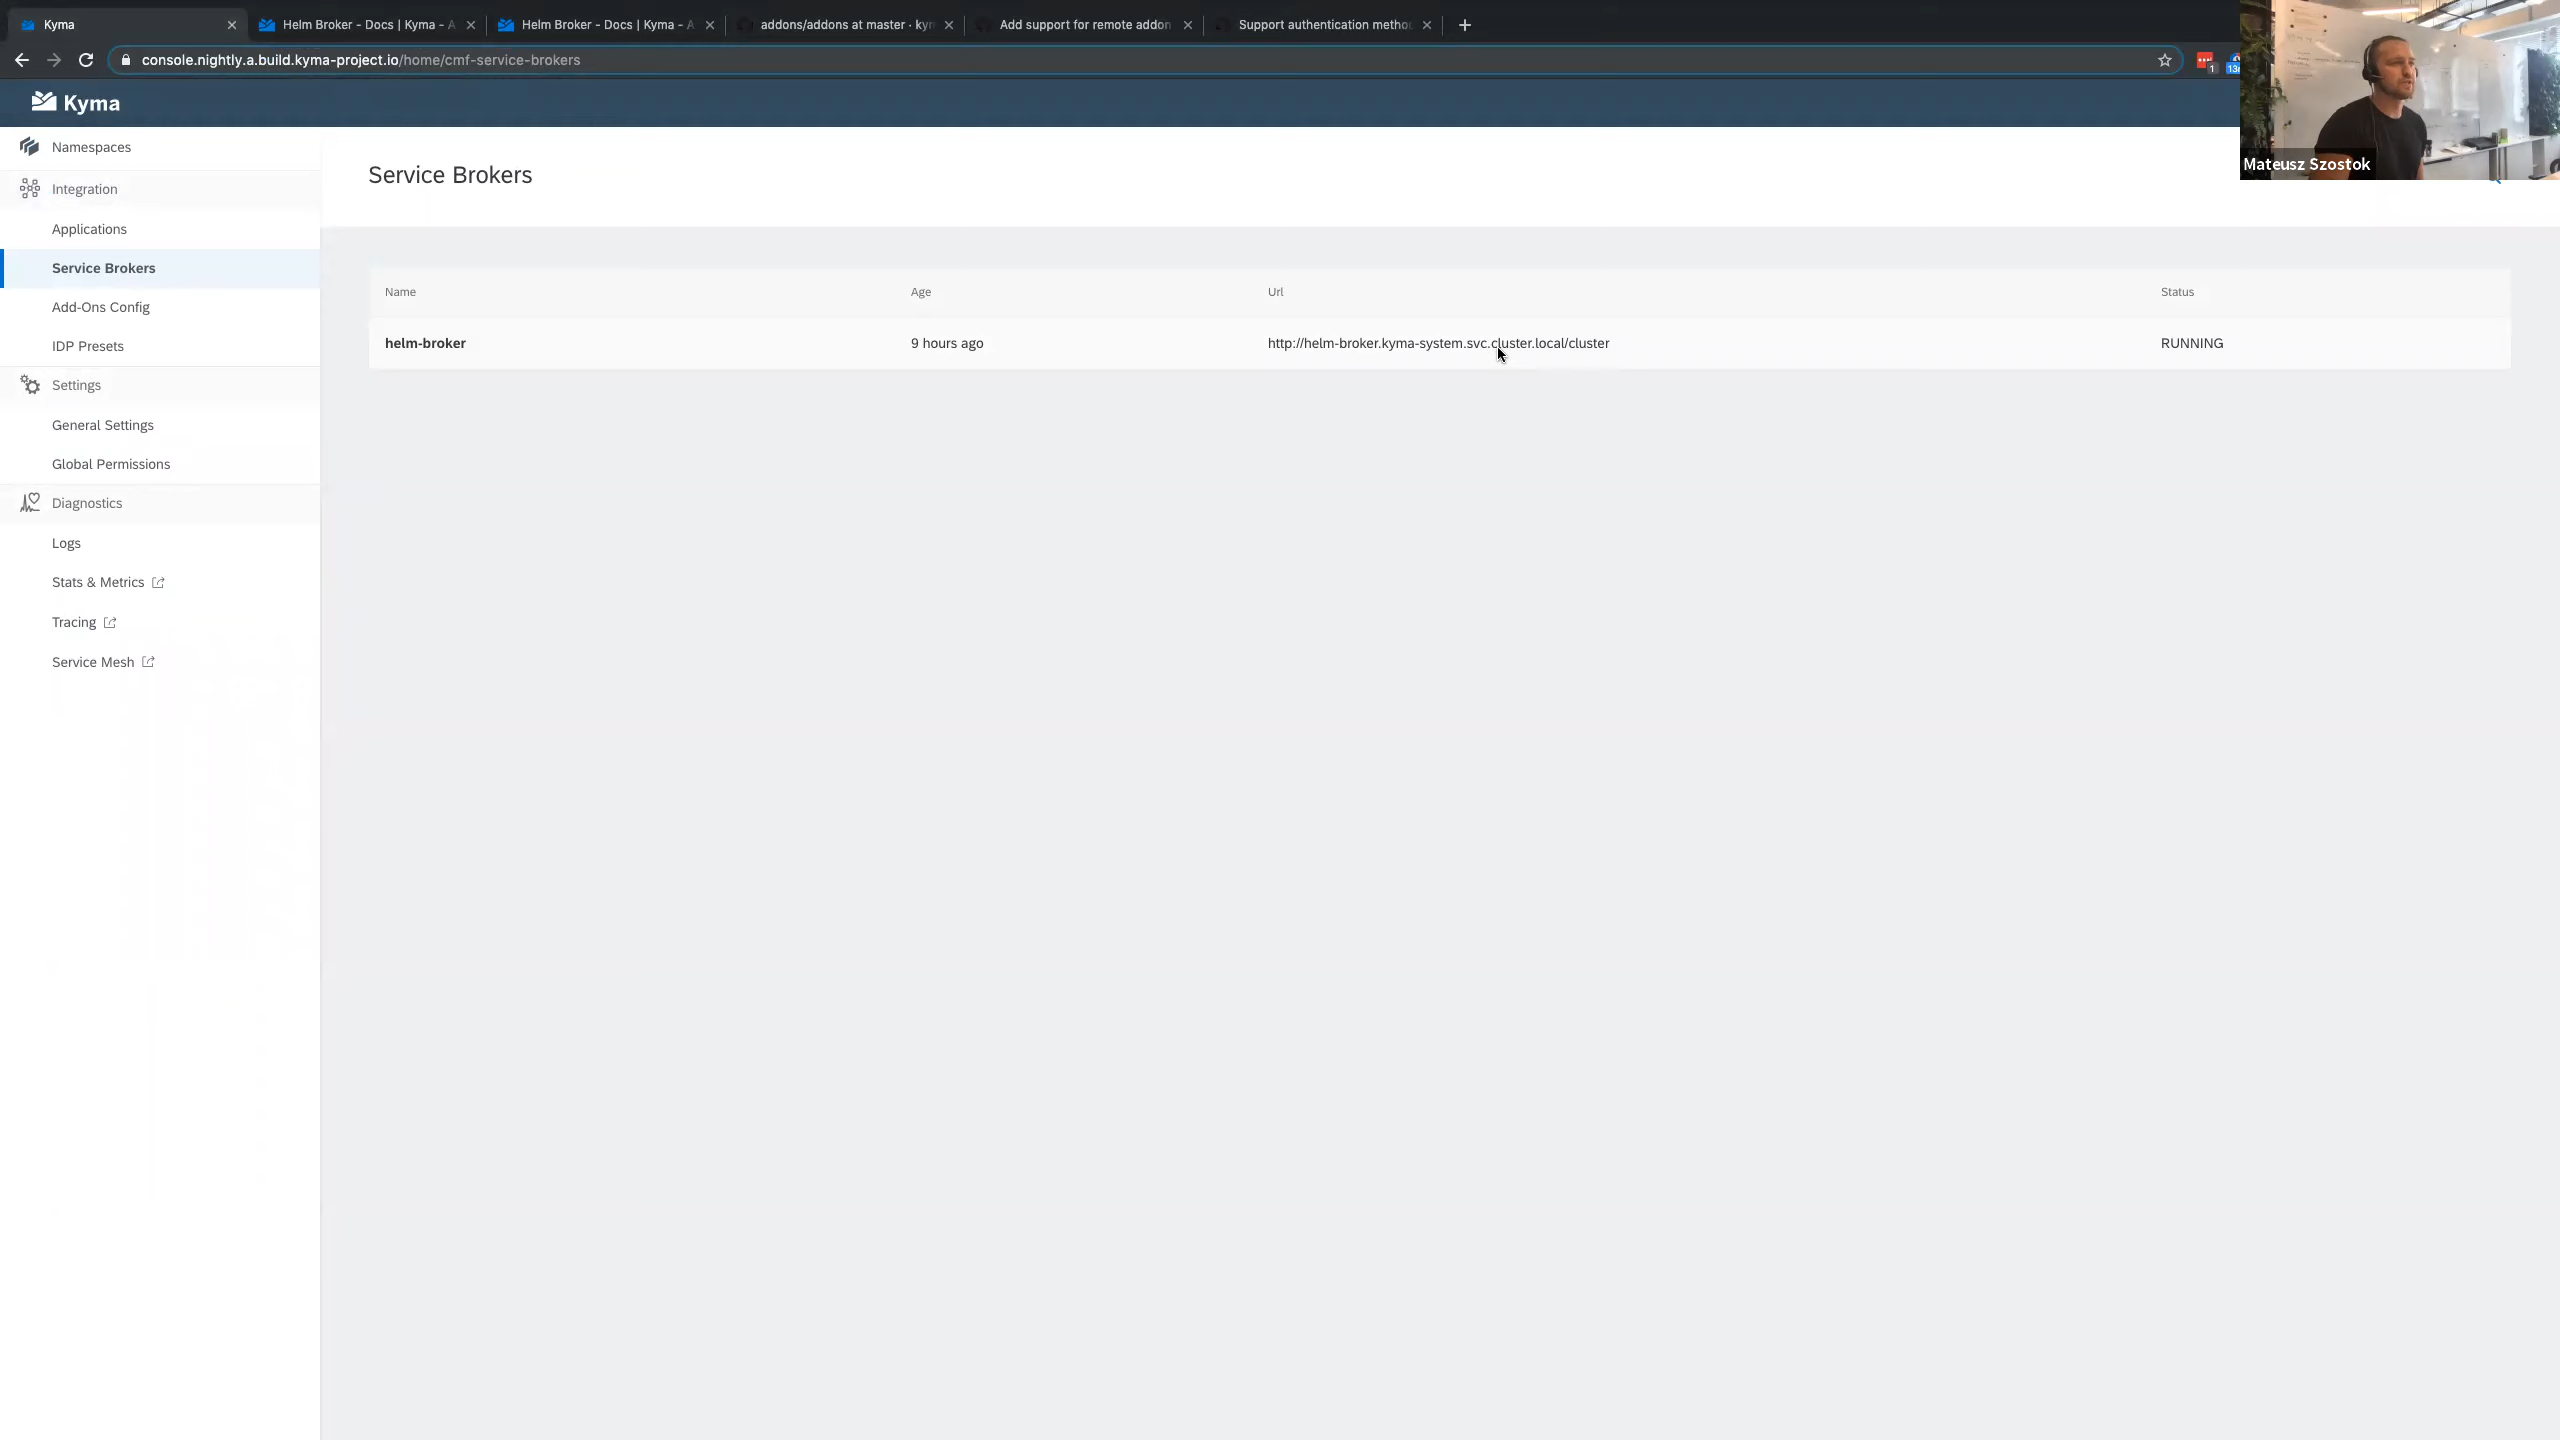 Kyma
Helm Broker - Docs | Kyma - A
Helm Broker - Docs | Kyma - A
addons/addons at master · kym
Add support for remote addon
Support authentication metho
console.nightly.a.build.kyma-project.io/home/cmf-service-brokers
1
Kyma
Mateusz Szostok
Namespaces
Integration
Applications
Service Brokers
Add-Ons Config
IDP Presets
Settings
General Settings
Global Permissions
Diagnostics
Logs
Stats & Metrics
Tracing
Service Mesh
Service Brokers
Name Age Url Status
helm-broker 9 hours ago http://helm-broker.kyma-system.svc.cluster.local/cluster RUNNING